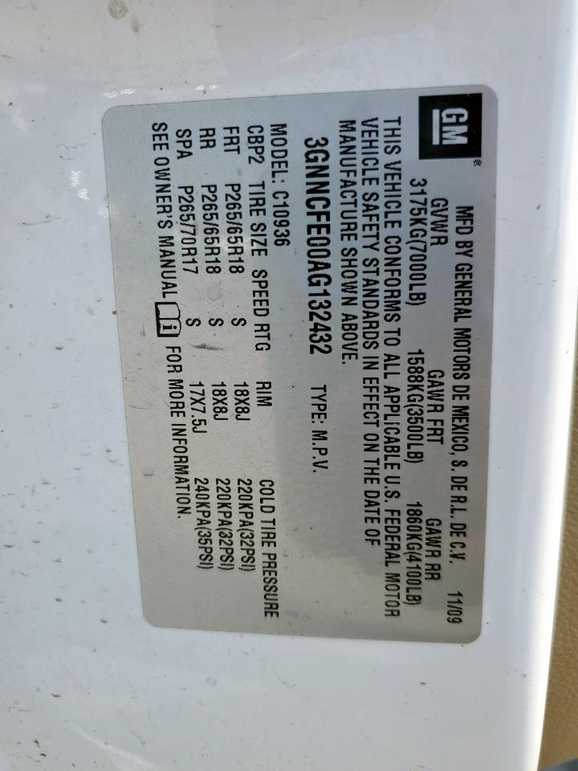 GM®
MFD BY GENERAL MOTORS DE MEXICO, S. DE R.L. DE C.V. 11/09
GVWR GAWR FRT GAWR RR
3175KG(7000LB) 1588KG(3500LB) 1860KG(4100LB)
THIS VEHICLE CONFORMS TO ALL APPLICABLE U.S. FEDERAL MOTOR
VEHICLE SAFETY STANDARDS IN EFFECT ON THE DATE OF
MANUFACTURE SHOWN ABOVE.
3GNNCFE00AG132432 TYPE: M.P.V.
MODEL: C10936
CBP2 TIRE SIZE SPEED RTG RIM COLD TIRE PRESSURE
FRT P265/65R18 S 18X8J 220KPA(32PSI)
RR P265/65R18 S 18X8J 220KPA(32PSI)
SPA P265/70R17 S 17X7.5J 240KPA(35PSI)
SEE OWNER'S MANUAL i FOR MORE INFORMATION.